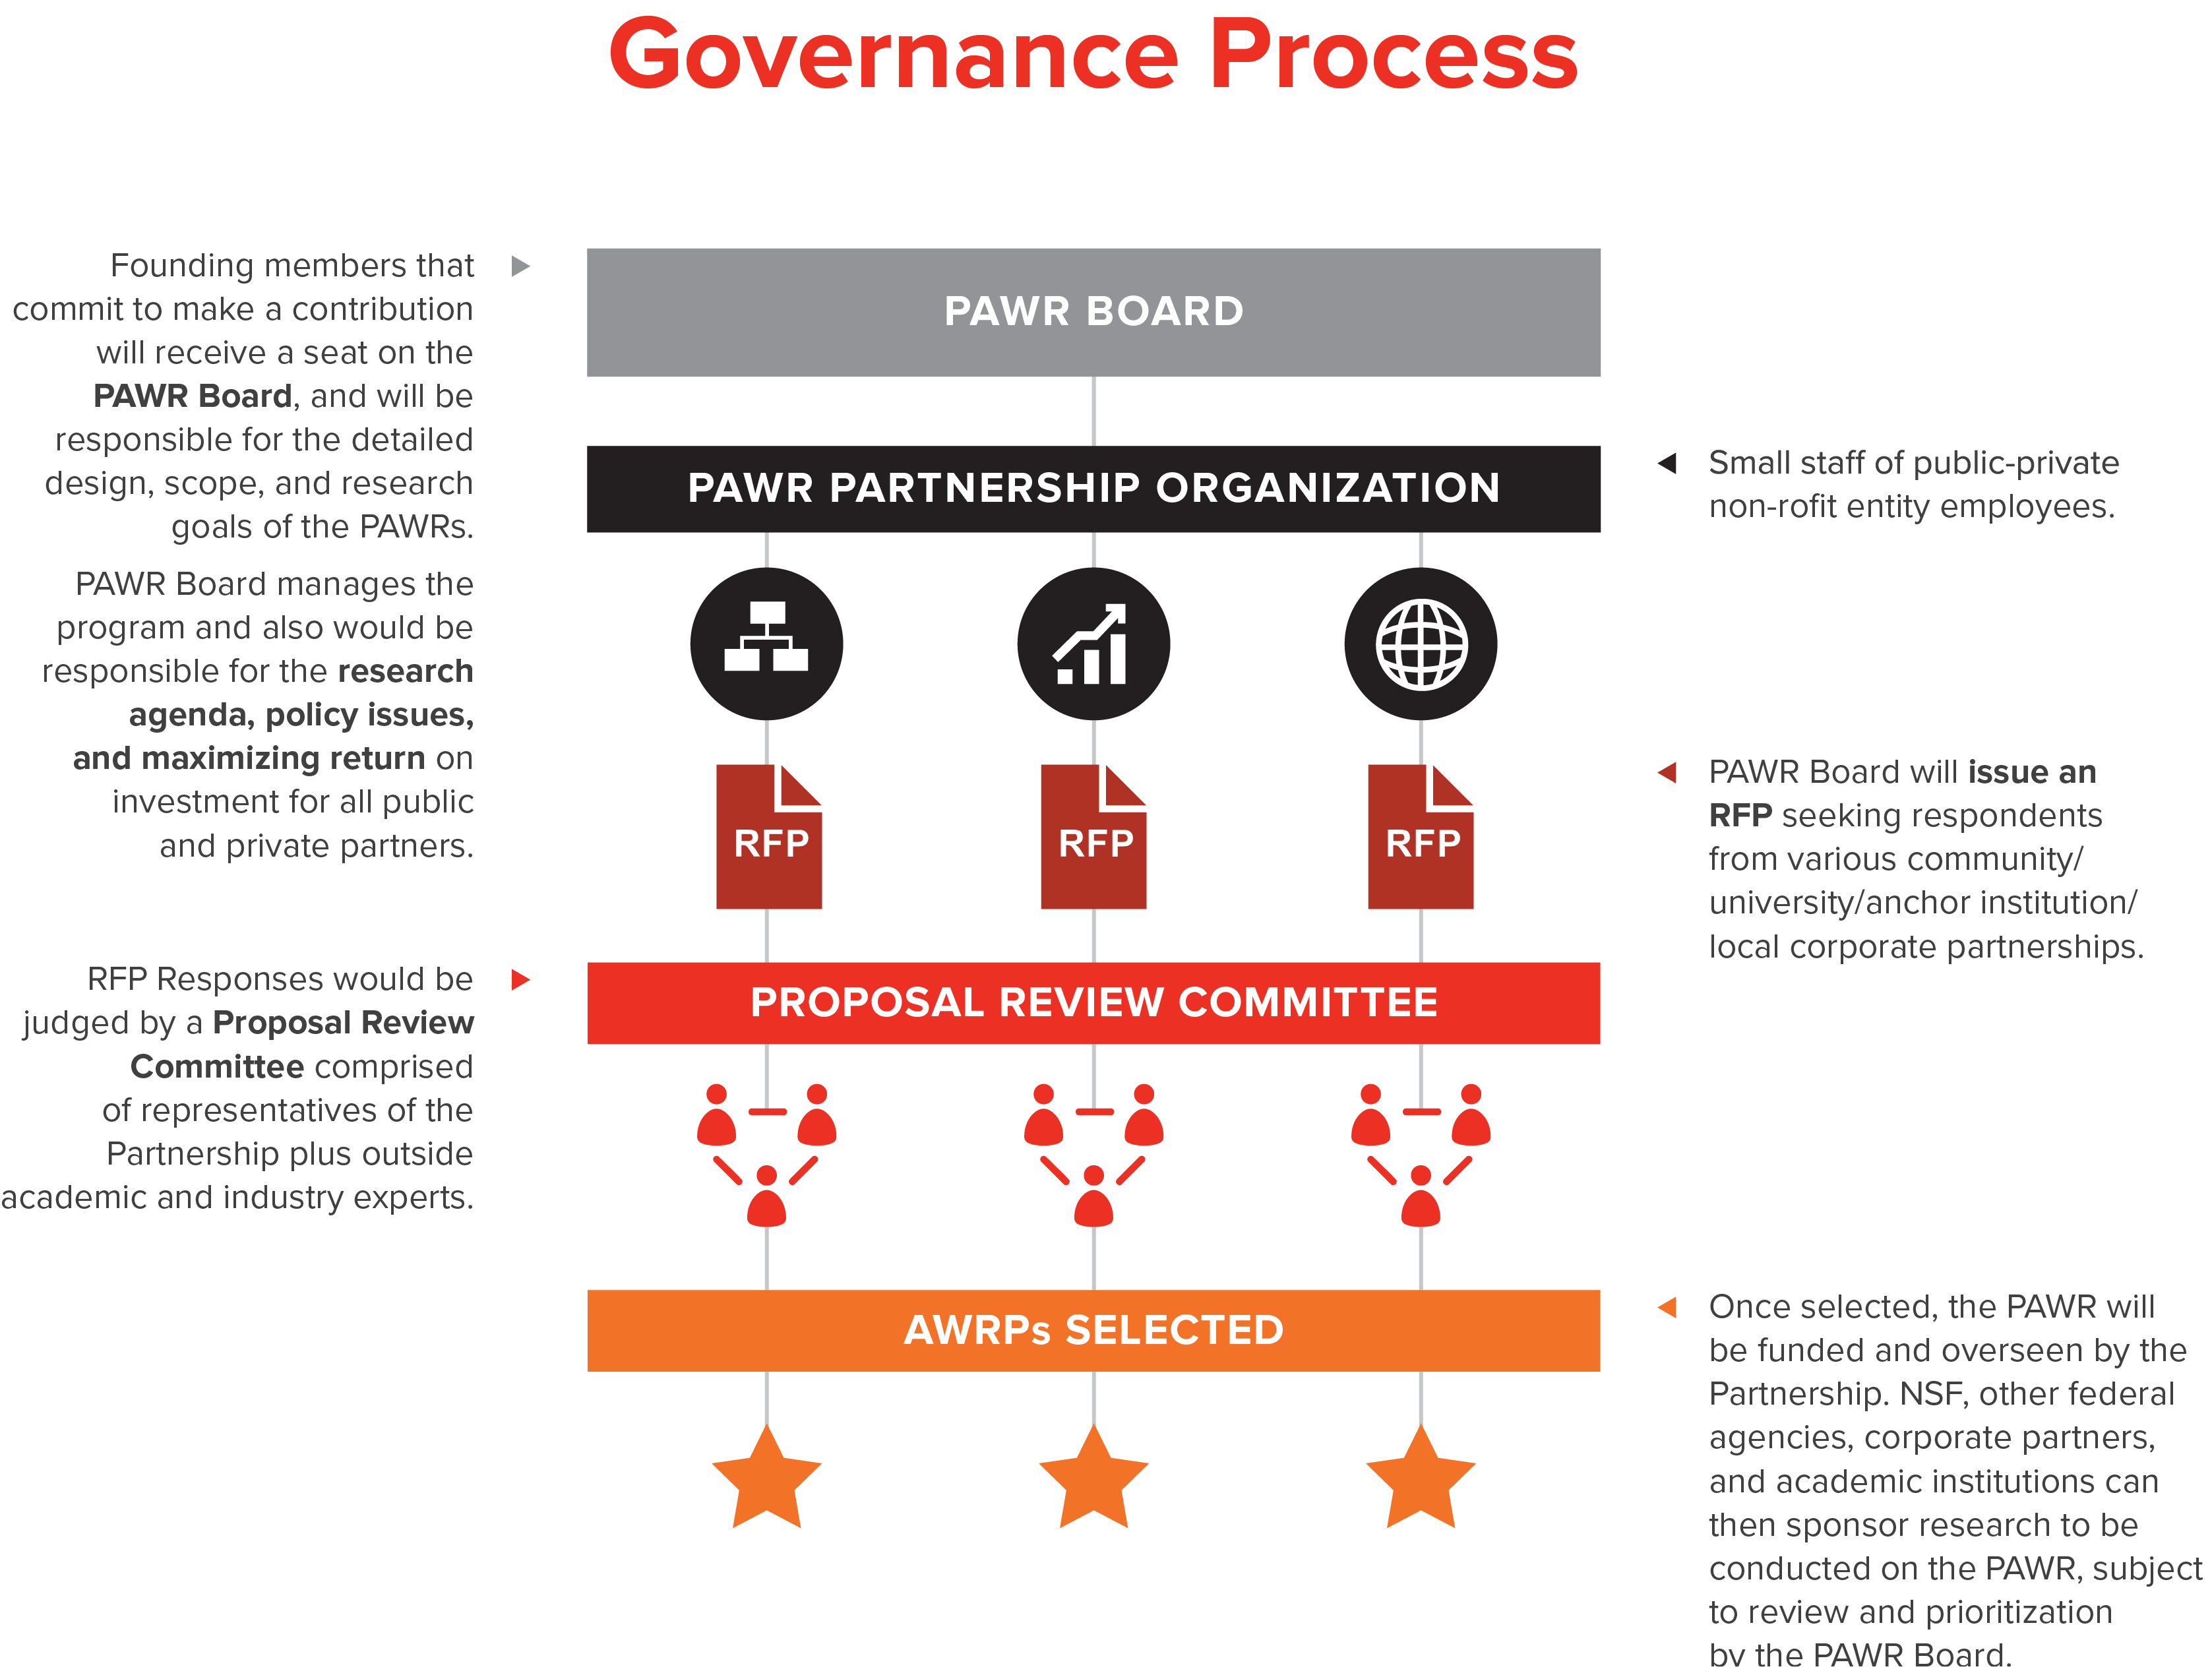 Governance Process
Founding members that
commit to make a contribution
will receive a seat on the
PAWR Board, and will be
responsible for the detailed
design, scope, and research
goals of the PAWRs.
PAWR Board manages the
program and also would be
responsible for the research
agenda, policy issues,
and maximizing return on
investment for all public
and private partners.
PAWR BOARD
PAWR PARTNERSHIP ORGANIZATION
Small staff of public-private
non-rofit entity employees.
RFP
RFP
RFP
PAWR Board will issue an
RFP seeking respondents
from various community/
university/anchor institution/
local corporate partnerships.
RFP Responses would be
judged by a Proposal Review
Committee comprised
of representatives of the
Partnership plus outside
academic and industry experts.
PROPOSAL REVIEW COMMITTEE
AWRPs SELECTED
Once selected, the PAWR will
be funded and overseen by the
Partnership. NSF, other federal
agencies, corporate partners,
and academic institutions can
then sponsor research to be
conducted on the PAWR, subject
to review and prioritization
by the PAWR Board.